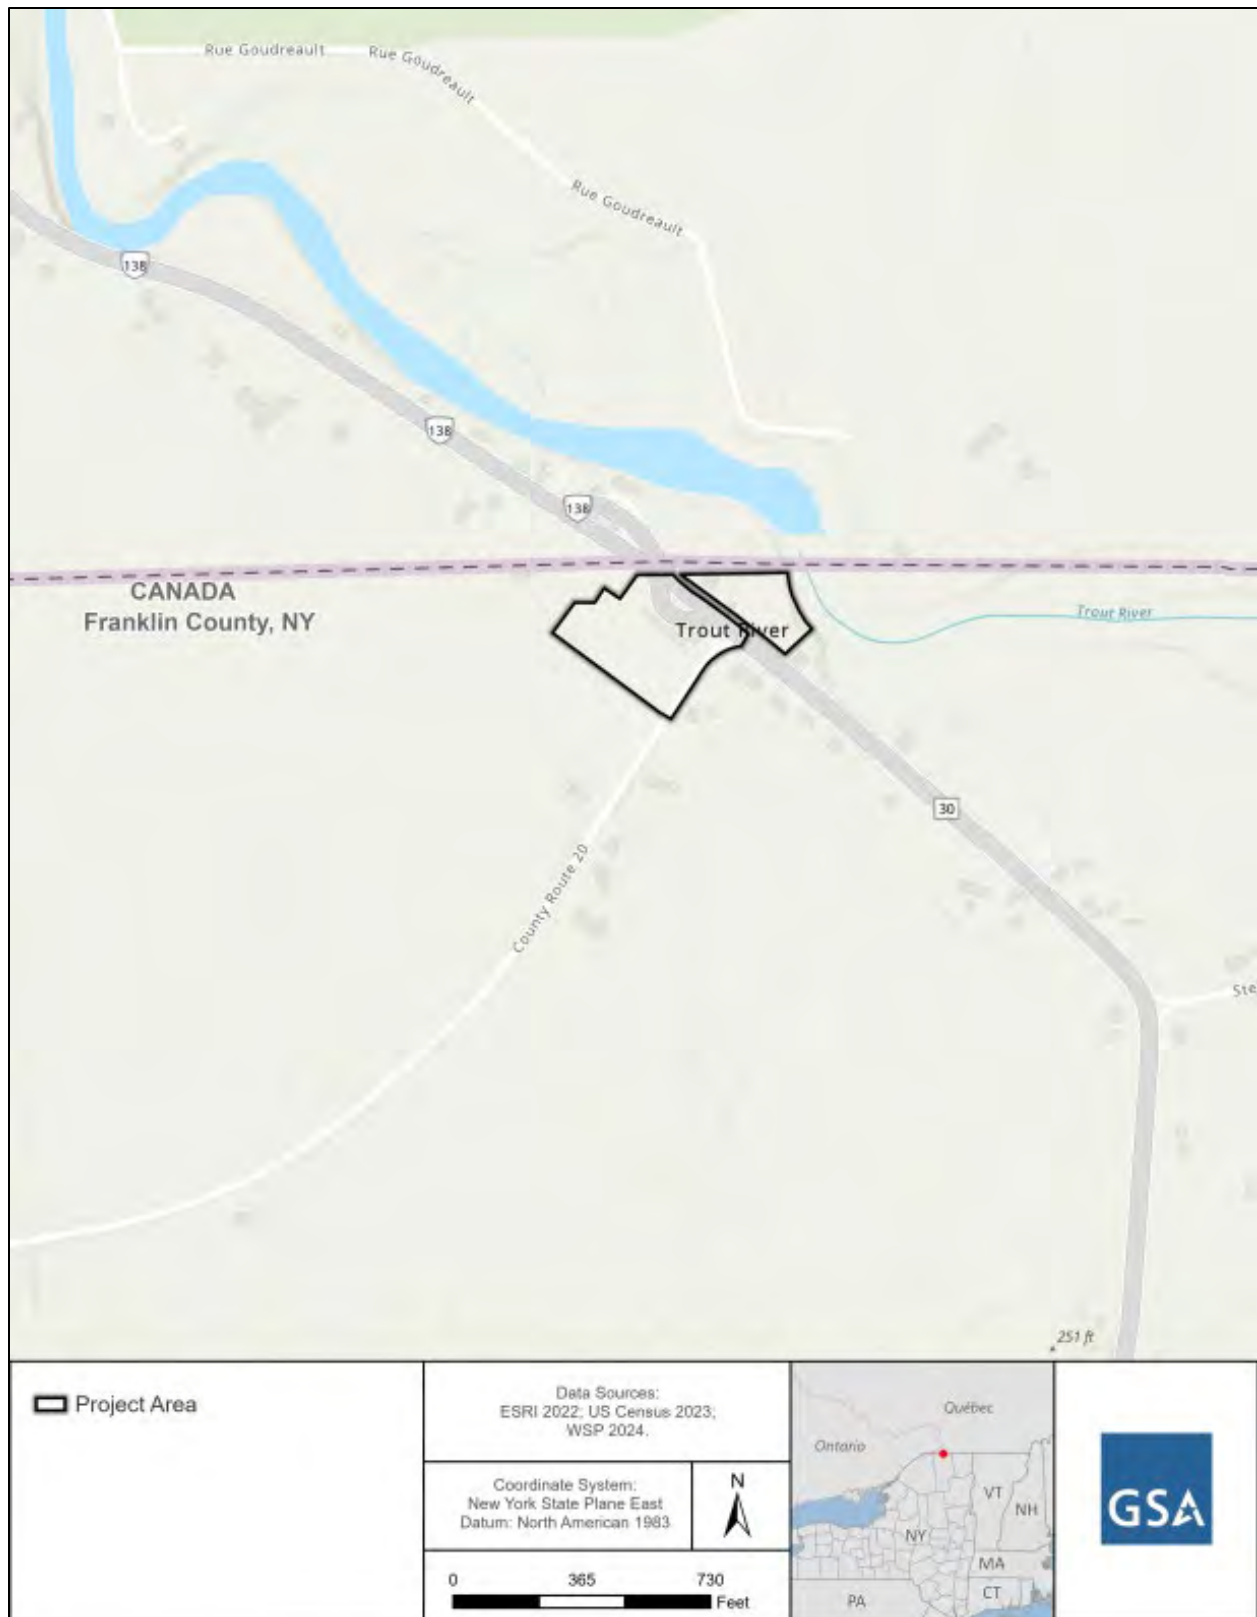 Rue Goudreault
Rue Goudreault
Rue Goudreault
138
138
138
CANADA
Franklin County, NY
Trout River
Trout River
30
County Route 20
Ste
251 ft
Project Area
Data Sources:
ESRI 2022; US Census 2023;
WSP 2024.
Coordinate System:
New York State Plane East
Datum: North American 1983
N
0 365 730
Feet
Québec
Ontario
VT
NH
NY
MA
CT
PA
GSA